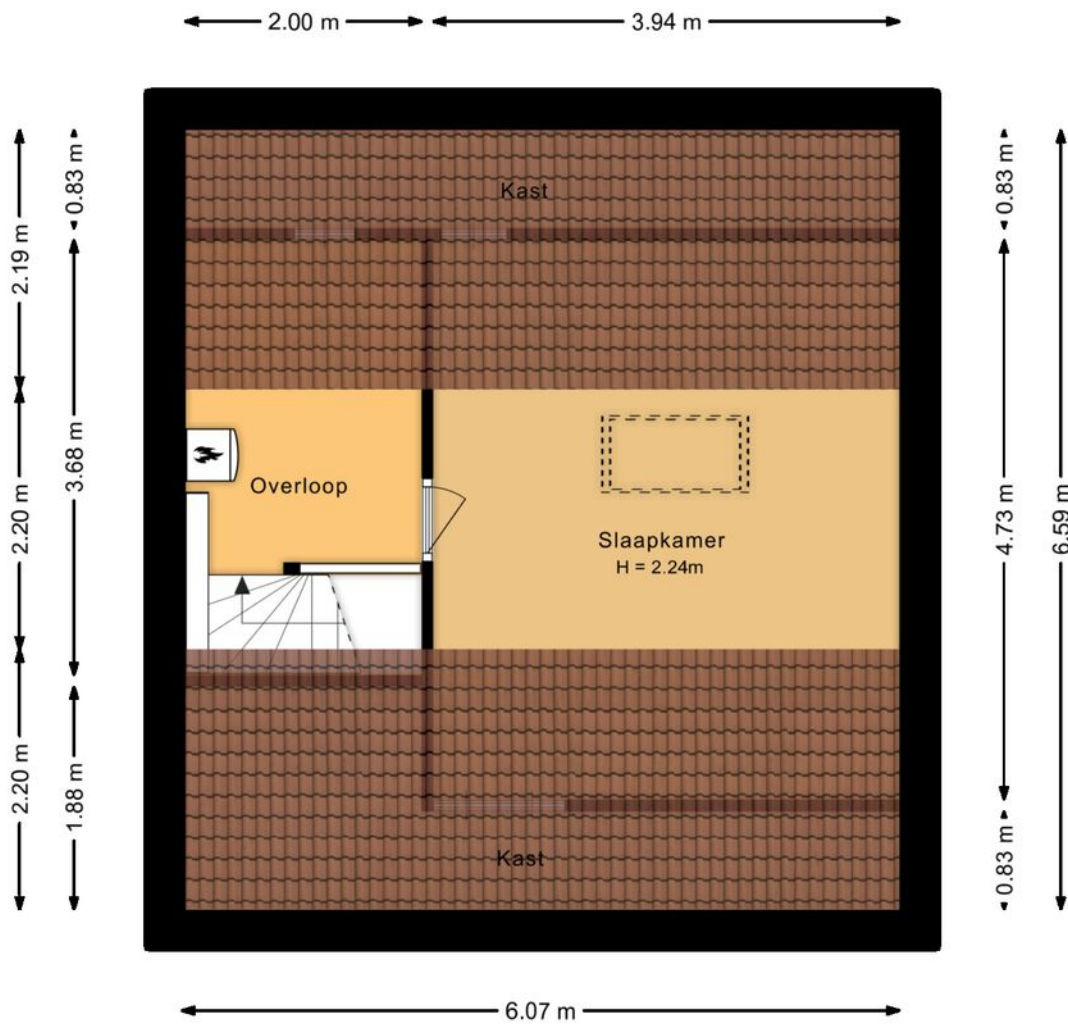 2.00 m
3.94 m
0.83 m
0.83 m
Kast
2.19 m
3.68 m
Overloop
2.20 m
4.73 m
6.59 m
Slaapkamer
H = 2.24m
2.20 m
1.88 m
Kast
0.83 m
6.07 m